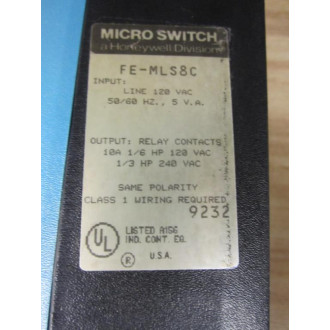 MICRO SWITCH
a Honeywell Division
FE-MLS8C
INPUT:
LINE 120 VAC
50/60 HZ., 5 V.A.
OUTPUT: RELAY CONTACTS
10A 1/6 HP 120 VAC
1/3 HP 240 VAC
SAME POLARITY
CLASS 1 WIRING REQUIRED
9232
UL
LISTED A156
IND. CONT. EQ.
®
U.S.A.